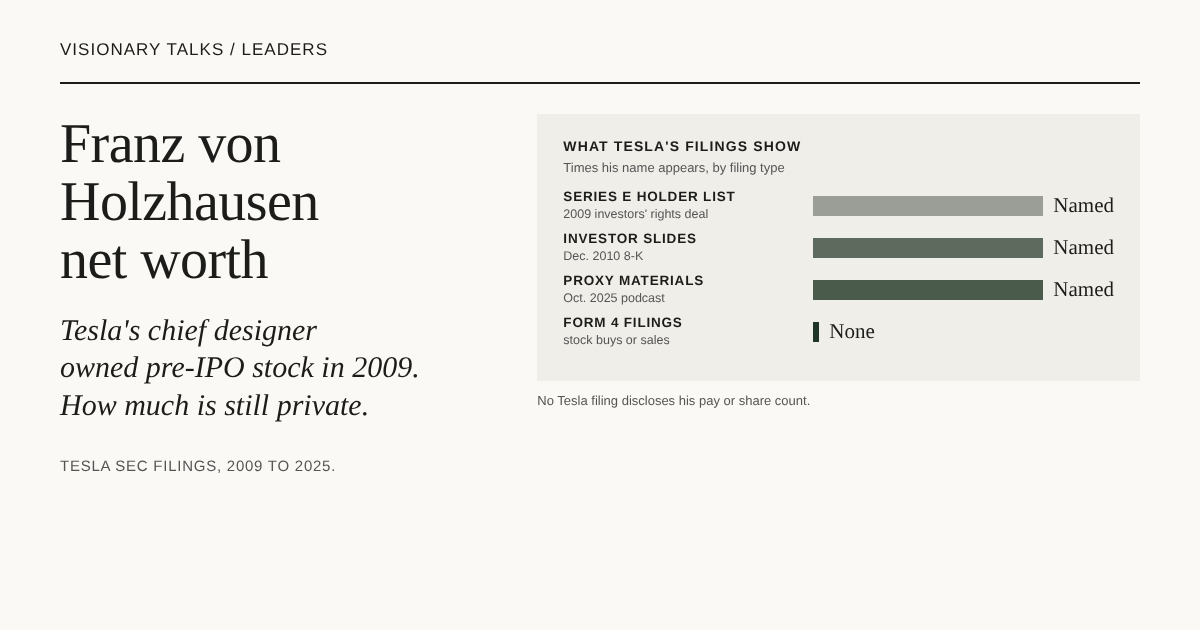 VISIONARY TALKS / LEADERS
Franz von
Holzhausen
net worth
Tesla's chief designer
owned pre-IPO stock in 2009.
How much is still private.
TESLA SEC FILINGS, 2009 TO 2025.
WHAT TESLA'S FILINGS SHOW
Times his name appears, by filing type
SERIES E HOLDER LIST
2009 investors' rights deal
Named
INVESTOR SLIDES
Dec. 2010 8-K
Named
PROXY MATERIALS
Oct. 2025 podcast
Named
FORM 4 FILINGS
stock buys or sales
None
No Tesla filing discloses his pay or share count.